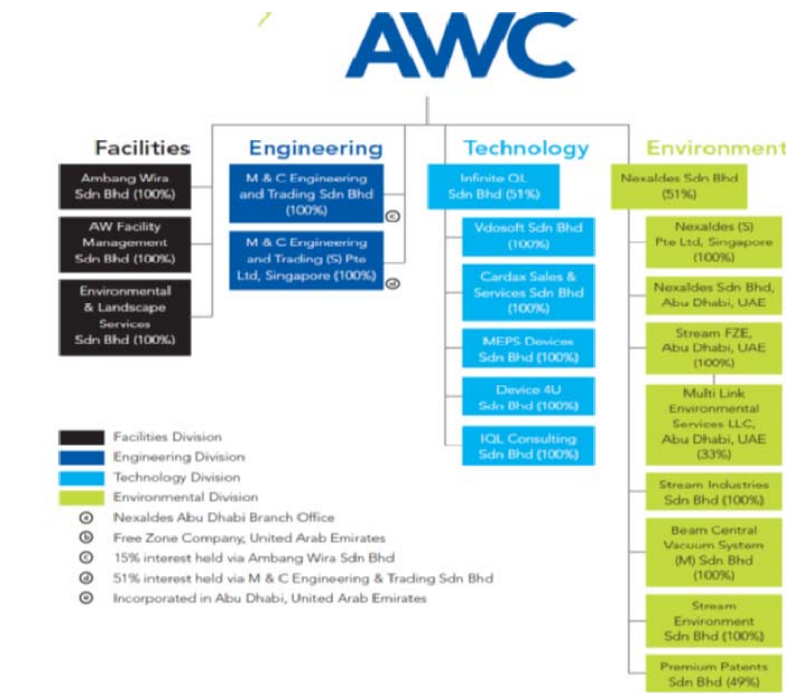 AWC
Facilities
Ambang Wira
Sdn Bhd (100%)
AW Facility
Management
Sdn Bhd (100%)
Environmental
& Landscape
Services
Sdn Bhd (100%)
Engineering
M & C Engineering
and Trading Sdn Bhd
(100%)
c
M & C Engineering
and Trading (S) Pte
Ltd, Singapore (100%)
d
Technology
Infinite QL
Sdn Bhd (51%)
Vdosoft Sdn Bhd
(100%)
Cardax Sales &
Services Sdn Bhd
(100%)
MEPS Devices
Sdn Bhd (100%)
Device 4U
Sdn Bhd (100%)
IQL Consulting
Sdn Bhd (100%)
Environment
Nexaldes Sdn Bhd
(51%)
Nexaldes (S)
Pte Ltd, Singapore
(100%)
Nexaldes Sdn Bhd,
Abu Dhabi, UAE
Stream FZE,
Abu Dhabi, UAE
(100%)
Multi Link
Environmental
Services LLC,
Abu Dhabi, UAE
(33%)
Stream Industries
Sdn Bhd (100%)
Beam Central
Vacuum System
(M) Sdn Bhd
(100%)
Stream
Environment
Sdn Bhd (100%)
Premium Patents
Sdn Bhd (49%)
Facilities Division
Engineering Division
Technology Division
Environmental Division
a Nexaldes Abu Dhabi Branch Office
b Free Zone Company, United Arab Emirates
c 15% interest held via Ambang Wira Sdn Bhd
d 51% interest held via M & C Engineering & Trading Sdn Bhd
e Incorporated in Abu Dhabi, United Arab Emirates